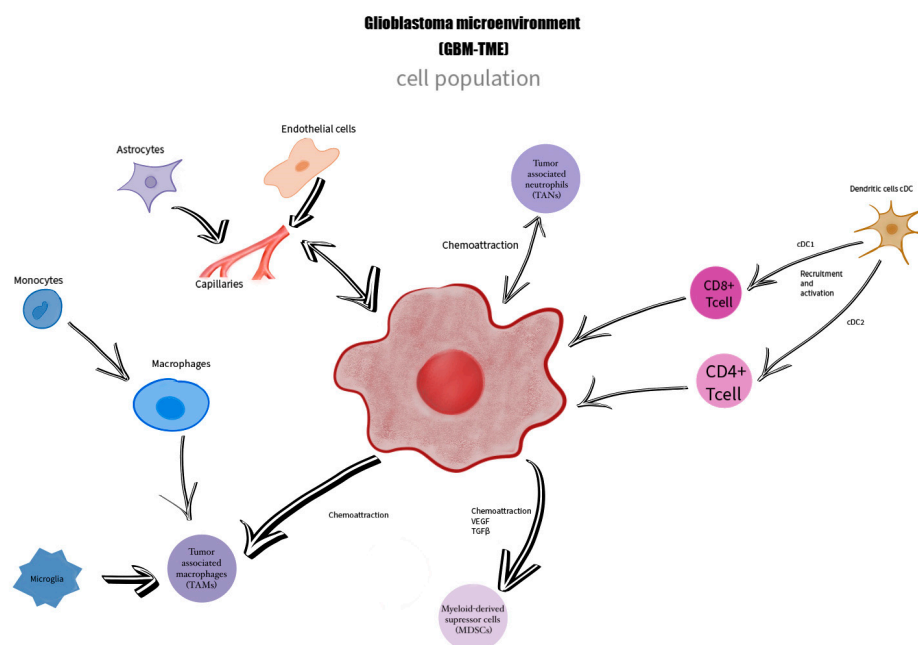 Glioblastoma microenvironment
(GBM-TME)
cell population
Endothelial cells
Astrocytes
Tumor
associated
neutrophils
(TANs)
Dendritic cells cDC
Chemoattraction
cDC1
Capillaries
Monocytes
CD8+
Tcell
Recruitment
and
activation
cDC2
Macrophages
CD4+
Tcell
Chemoattraction
Chemoattraction
VEGF
TGFβ
Microglia
Tumor
associated
macrophages
(TAMs)
Myeloid-derived
supressor cells
(MDSCs)